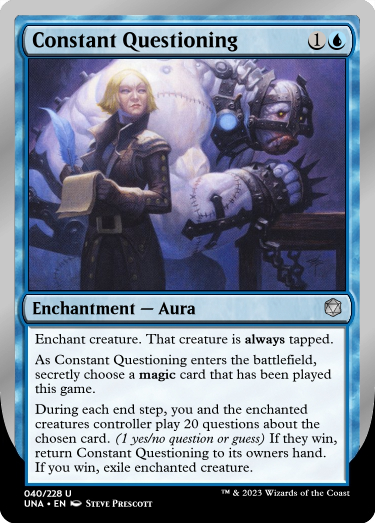 Constant Questioning 1
Enchantment — Aura
Enchant creature. That creature is always tapped.
As Constant Questioning enters the battlefield,
secretly choose a magic card that has been played
this game.
During each end step, you and the enchanted
creatures controller play 20 questions about the
chosen card. (1 yes/no question or guess) If they win,
return Constant Questioning to its owners hand.
If you win, exile enchanted creature.
040/228 U
UNA • EN Steve Prescott
™ & 2023 Wizards of the Coast